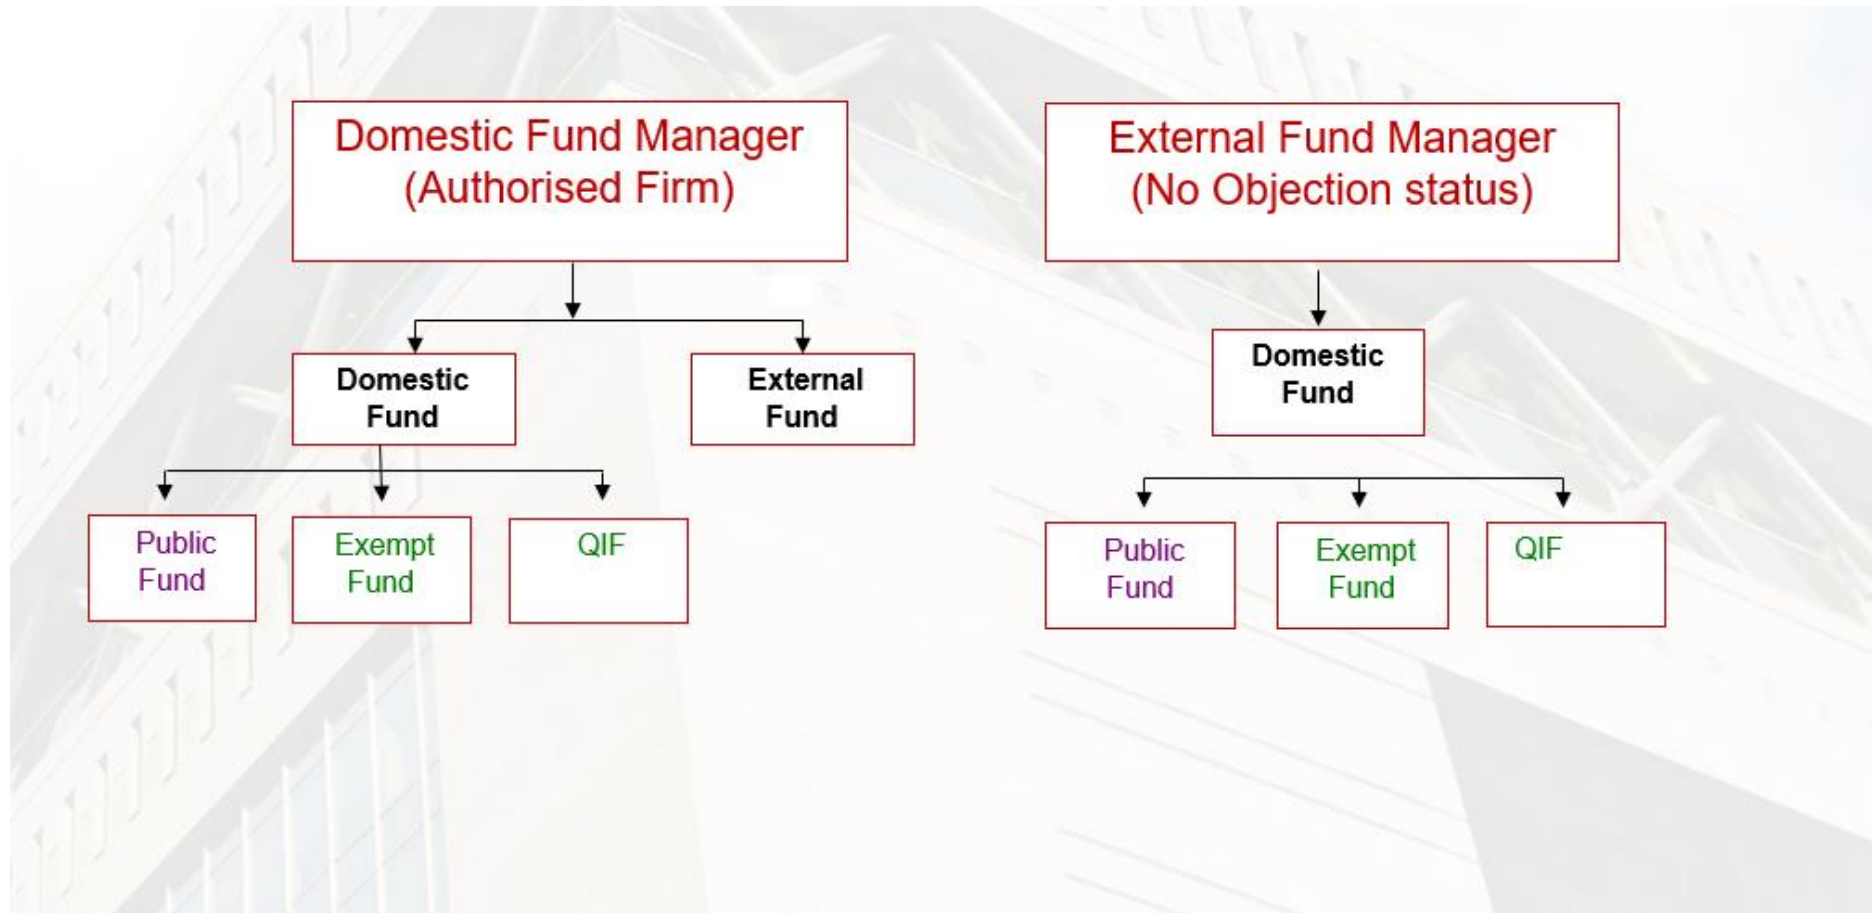 Domestic Fund Manager
(Authorised Firm)
External Fund Manager
(No Objection status)
Domestic
Fund
External
Fund
Domestic
Fund
Public
Fund
Exempt
Fund
QIF
Public
Fund
Exempt
Fund
QIF